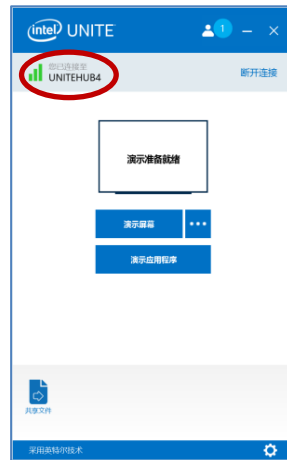 intel UNITE
1
您已连接至
UNITEHUB4
断开连接
演示准备就绪
演示屏幕
演示应用程序
共享文件
采用英特尔技术